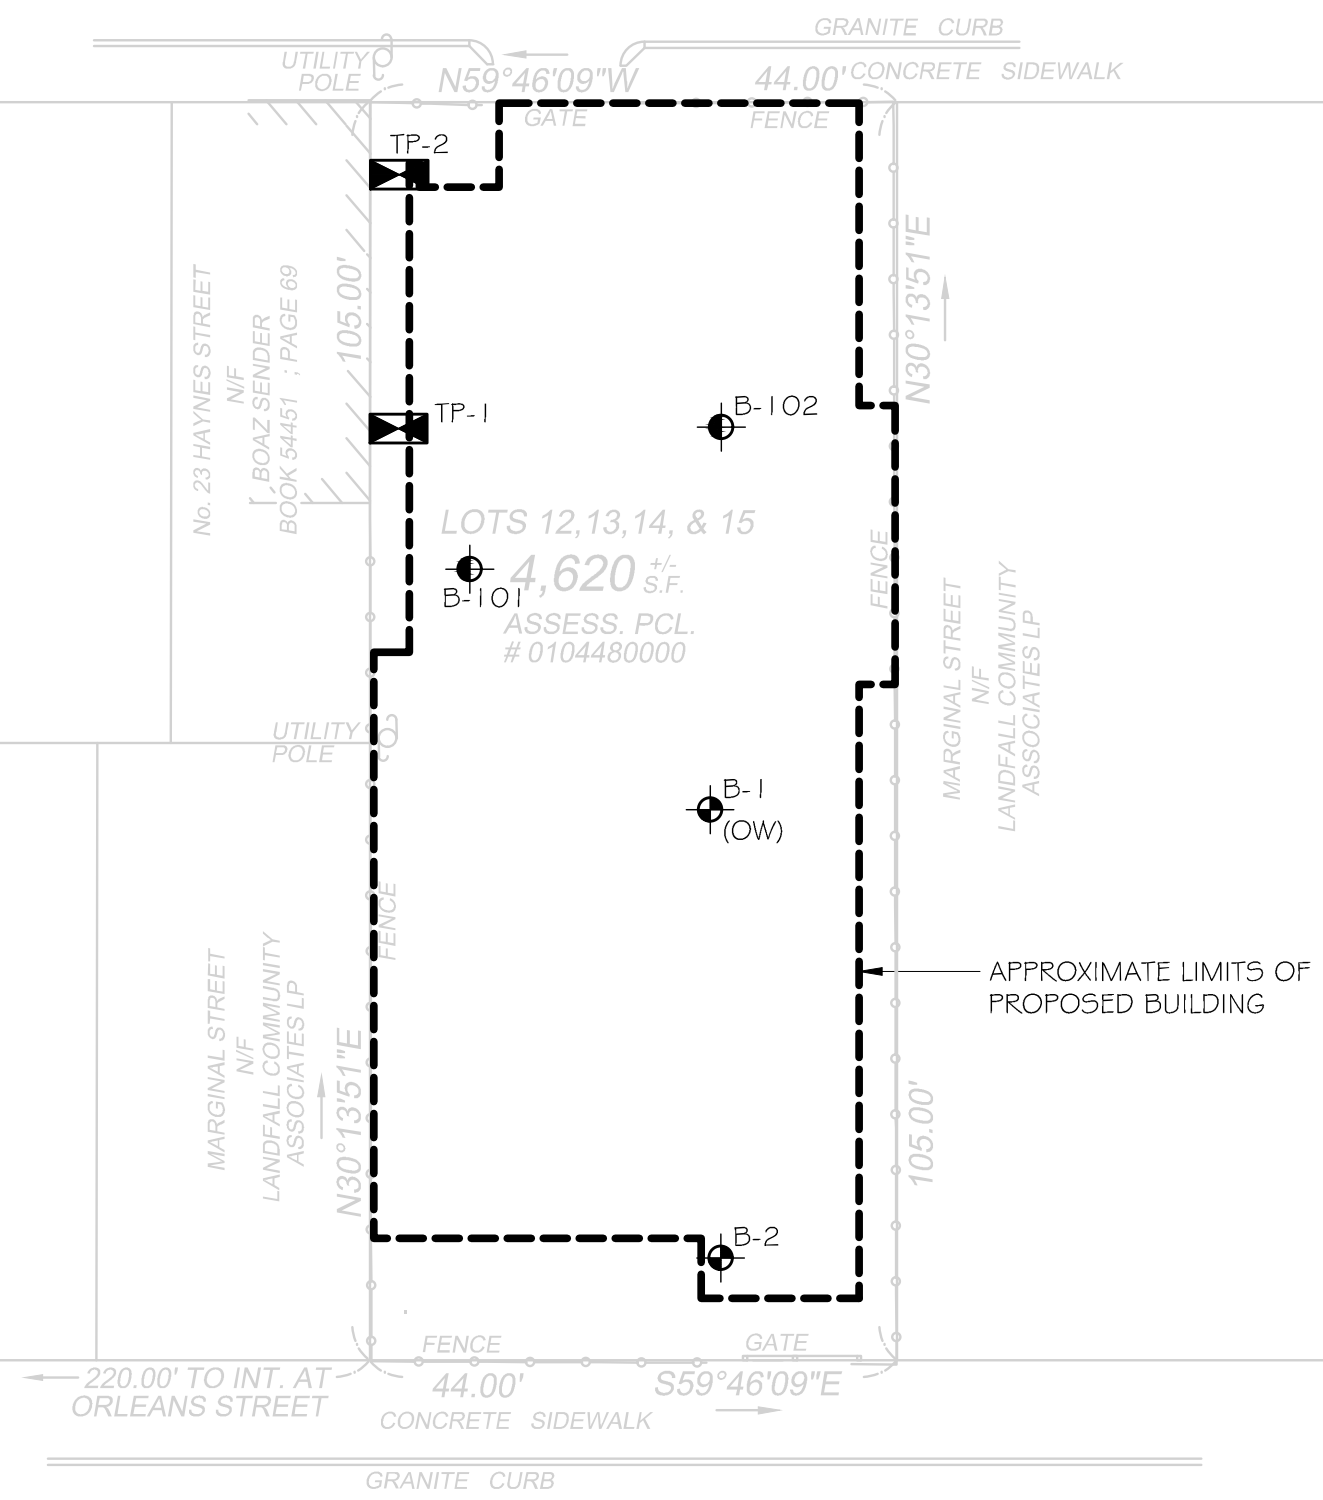 GRANITE CURB
UTILITY
POLE
N59°46'09"W
44.00'
CONCRETE SIDEWALK
GATE
FENCE
TP-2
No. 23 HAYNES STREET
N/F
BOAZ SENDER
BOOK 54451 ; PAGE 69
105.00'
N30°13'51"E
TP-1
B-102
LOTS 12,13,14, & 15
4,620 +/-
S.F.
B-101
ASSESS. PCL.
# 0104480000
FENCE
MARGINAL STREET
N/F
LANDFALL COMMUNITY
ASSOCIATES LP
UTILITY
POLE
B-1
(OW)
FENCE
APPROXIMATE LIMITS OF
PROPOSED BUILDING
MARGINAL STREET
N/F
LANDFALL COMMUNITY
ASSOCIATES LP
N30°13'51"E
105.00'
B-2
FENCE
GATE
220.00' TO INT. AT
ORLEANS STREET
44.00'
S59°46'09"E
CONCRETE SIDEWALK
GRANITE CURB